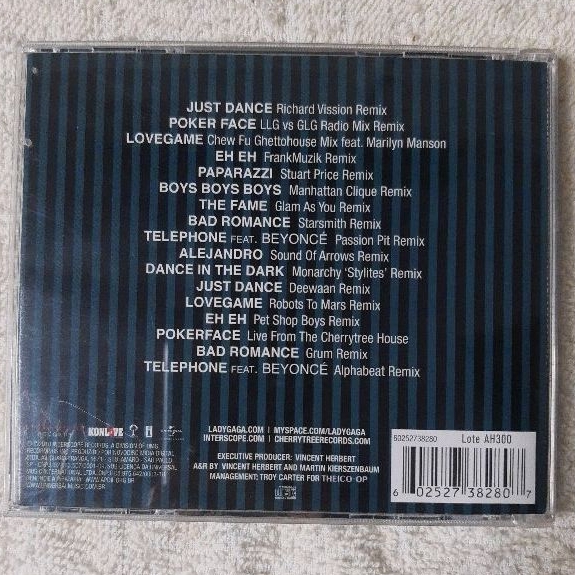 JUST DANCE Richard Vission Remix
POKER FACE LLG vs GLG Radio Mix Remix
LOVEGAME Chew Fu Ghettohouse Mix feat. Marilyn Manson
EH EH FrankMuzik Remix
PAPARAZZI Stuart Price Remix
BOYS BOYS BOYS Manhattan Clique Remix
THE FAME Glam As You Remix
BAD ROMANCE Starsmith Remix
TELEPHONE FEAT. BEYONCÉ Passion Pit Remix
ALEJANDRO Sound Of Arrows Remix
DANCE IN THE DARK Monarchy 'Stylites' Remix
JUST DANCE Deewaan Remix
LOVEGAME Robots To Mars Remix
EH EH Pet Shop Boys Remix
POKERFACE Live From The Cherrytree House
BAD ROMANCE Grum Remix
TELEPHONE FEAT. BEYONCÉ Alphabeat Remix
KONLIVE
LADYGAGA.COM | MYSPACE.COM/LADYGAGA
INTERSCOPE.COM | CHERRYTREERECORDS.COM
EXECUTIVE PRODUCER: VINCENT HERBERT
A&R BY VINCENT HERBERT AND MARTIN KIERSZENBAUM
MANAGEMENT: TROY CARTER FOR THE CO-OP
60252738280
Lote AH300
6 02527 38280 7